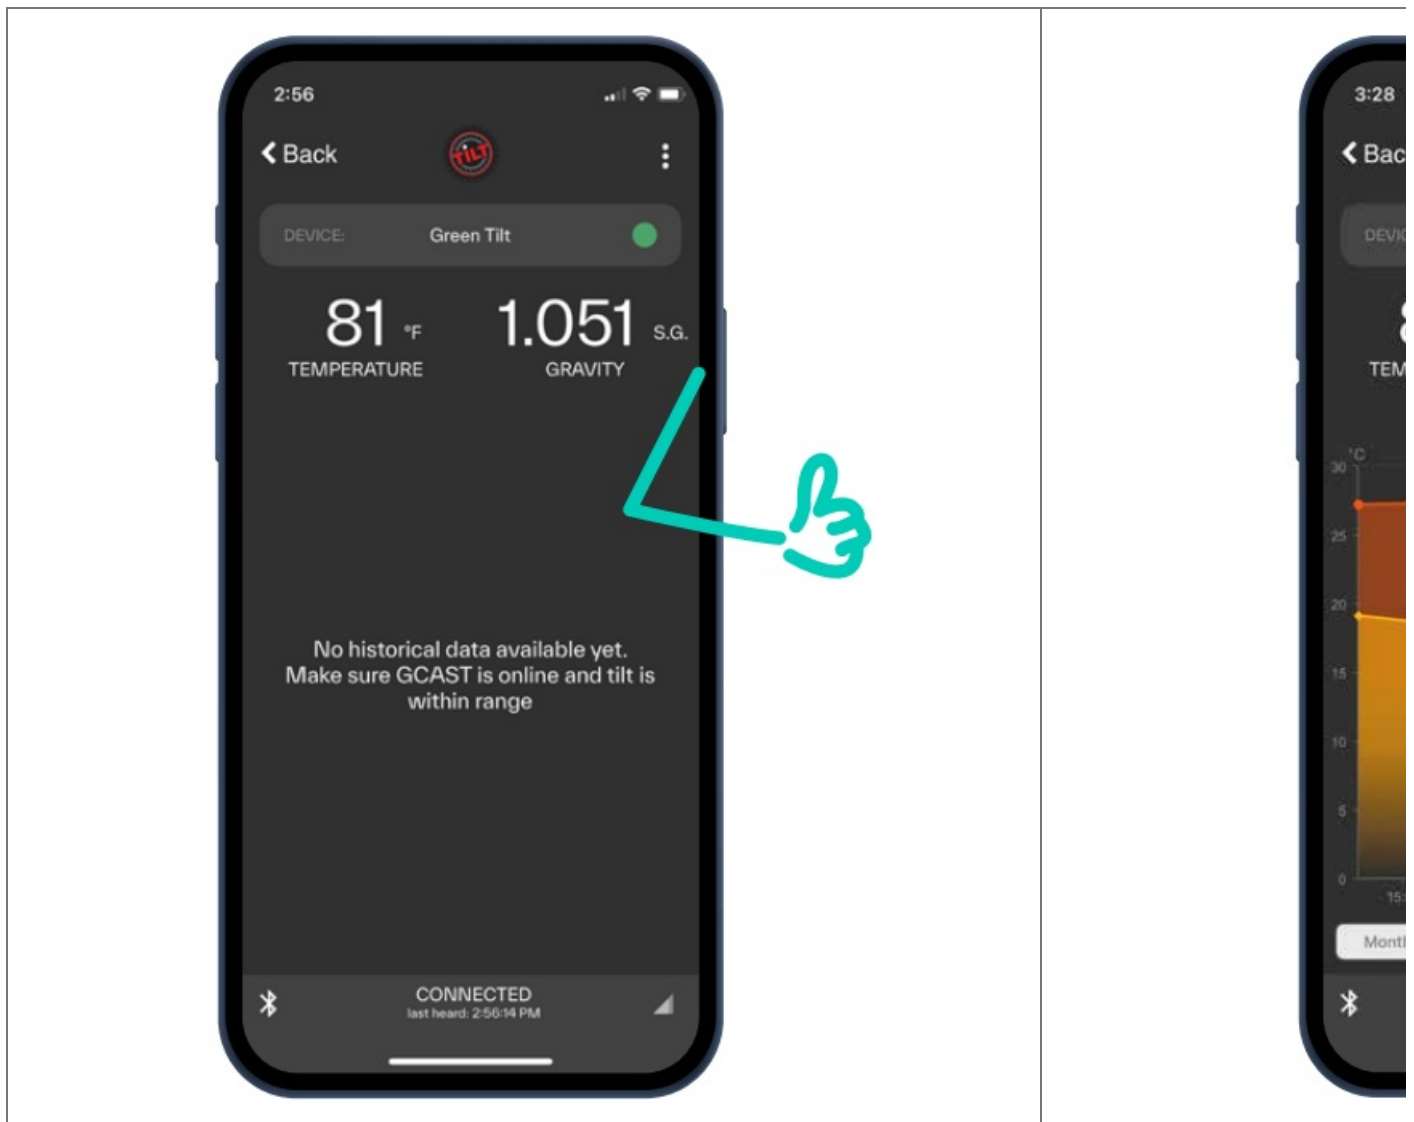 2:56
Back
TILT
DEVICE:
Green Tilt
81 °F
1.051 S.G.
TEMPERATURE
GRAVITY
No historical data available yet.
Make sure GCAST is online and tilt is
within range
CONNECTED
last heard: 2:56:14 PM
3:28
Bac
DEVIC
TEM
°C
30
25
20
15
10
5
0
15:
Month